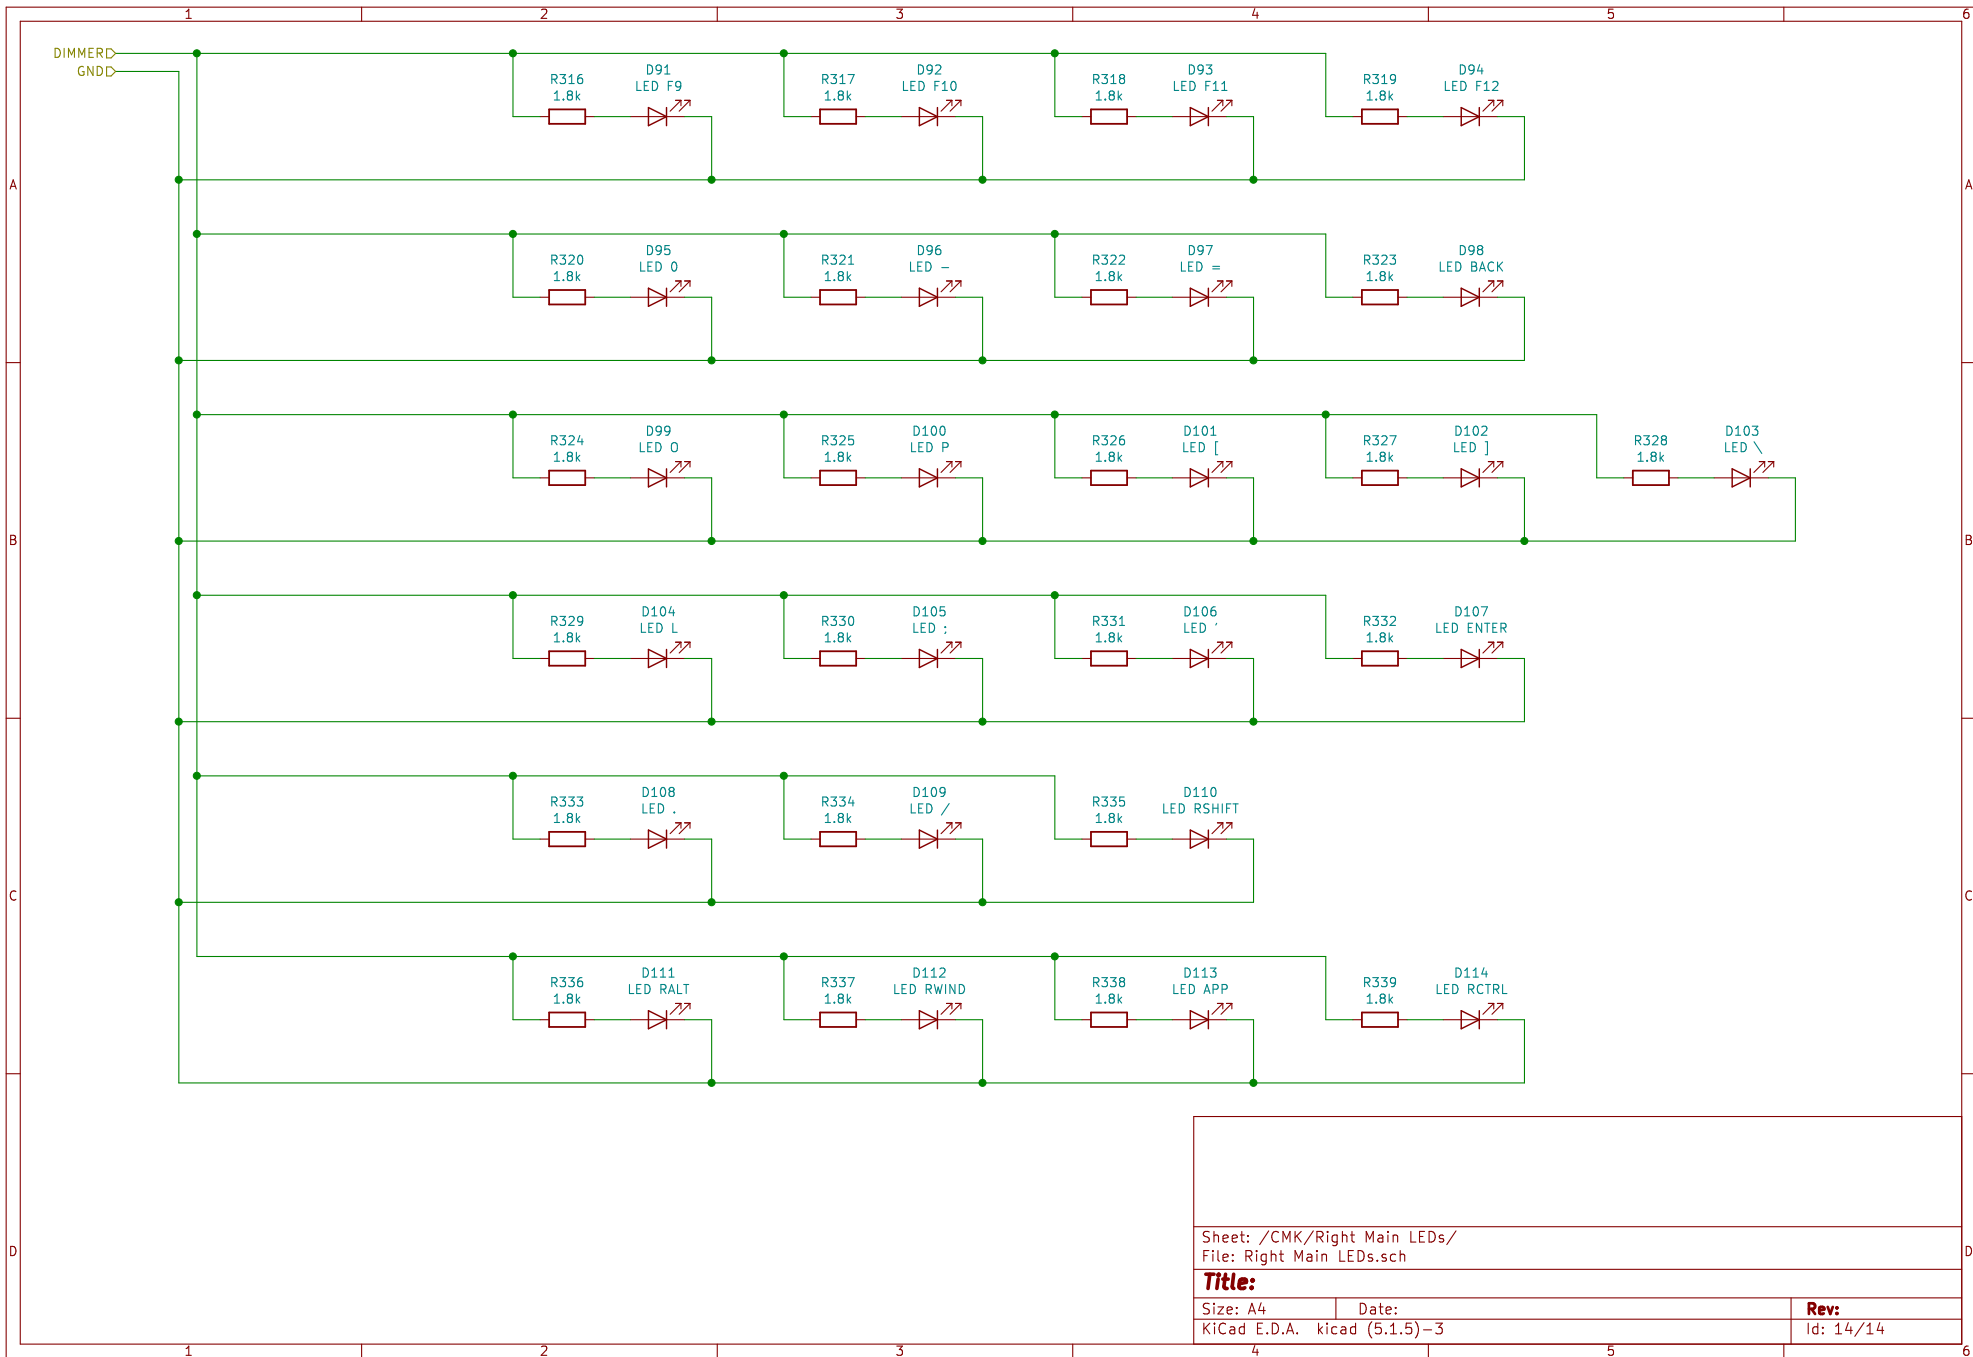 1 2 3 4 5 6
DIMMER
GND
R316
1.8k
D91
LED F9
R317
1.8k
D92
LED F10
R318
1.8k
D93
LED F11
R319
1.8k
D94
LED F12
A A
R320
1.8k
D95
LED 0
R321
1.8k
D96
LED -
R322
1.8k
D97
LED =
R323
1.8k
D98
LED BACK
R324
1.8k
D99
LED O
R325
1.8k
D100
LED P
R326
1.8k
D101
LED [
R327
1.8k
D102
LED ]
R328
1.8k
D103
LED \
B B
R329
1.8k
D104
LED L
R330
1.8k
D105
LED ;
R331
1.8k
D106
LED '
R332
1.8k
D107
LED ENTER
R333
1.8k
D108
LED .
R334
1.8k
D109
LED /
R335
1.8k
D110
LED RSHIFT
C C
R336
1.8k
D111
LED RALT
R337
1.8k
D112
LED RWIND
R338
1.8k
D113
LED APP
R339
1.8k
D114
LED RCTRL
Sheet: /CMK/Right Main LEDs/
File: Right Main LEDs.sch
D D
Title:
Size: A4 Date: Rev:
KiCad E.D.A. kicad (5.1.5)-3 Id: 14/14
1 2 3 4 5 6